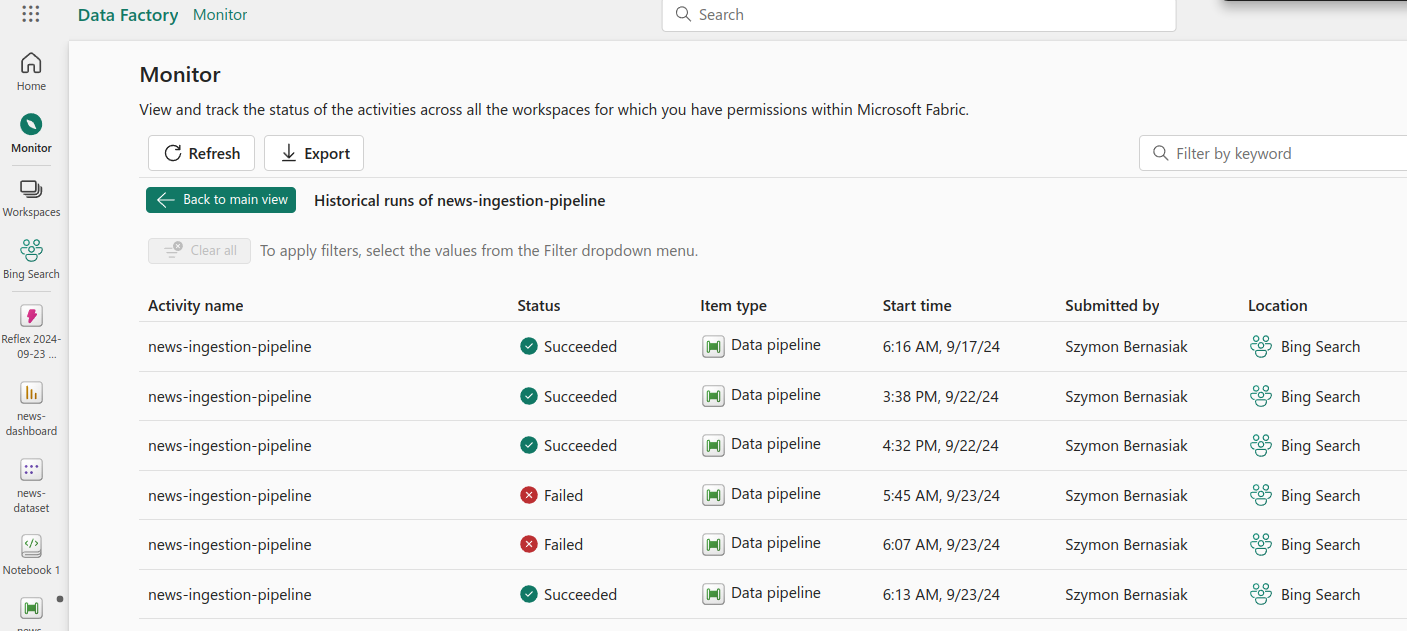 Data Factory Monitor Search
Home
Monitor
Workspaces
Bing Search
Reflex 2024-
09-23 ...
news-
dashboard
news-
dataset
Notebook 1
news-
Monitor
View and track the status of the activities across all the workspaces for which you have permissions within Microsoft Fabric.
Refresh Export Filter by keyword
Back to main view Historical runs of news-ingestion-pipeline
Clear all To apply filters, select the values from the Filter dropdown menu.
Activity name Status Item type Start time Submitted by Location
news-ingestion-pipeline Succeeded Data pipeline 6:16 AM, 9/17/24 Szymon Bernasiak Bing Search
news-ingestion-pipeline Succeeded Data pipeline 3:38 PM, 9/22/24 Szymon Bernasiak Bing Search
news-ingestion-pipeline Succeeded Data pipeline 4:32 PM, 9/22/24 Szymon Bernasiak Bing Search
news-ingestion-pipeline Failed Data pipeline 5:45 AM, 9/23/24 Szymon Bernasiak Bing Search
news-ingestion-pipeline Failed Data pipeline 6:07 AM, 9/23/24 Szymon Bernasiak Bing Search
news-ingestion-pipeline Succeeded Data pipeline 6:13 AM, 9/23/24 Szymon Bernasiak Bing Search